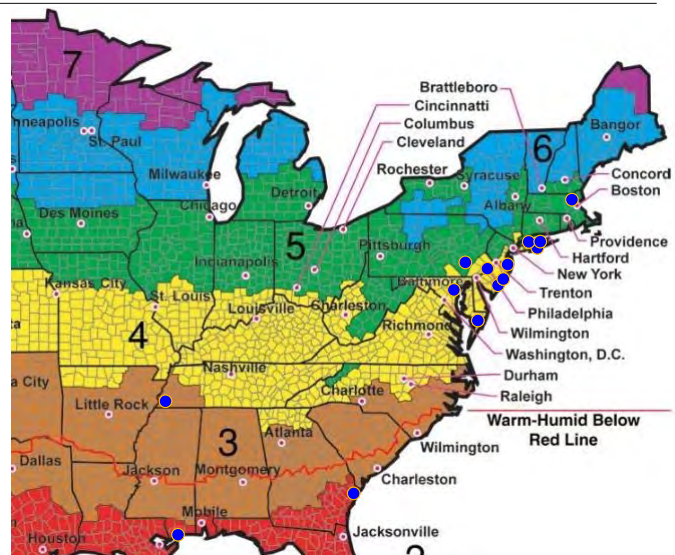 7
Brattleboro
Cincinnatti
Columbus
Cleveland
Bangor
6
nneapolis
St. Paul
Milwaukee
Rochester
Syracuse
Concord
Boston
Albany
Detroit
Chicago
Des Moines
5
Pittsburgh
Providence
Hartford
New York
Indianapolis
Baltimore
Trenton
Kansas City
St. Louis
Louisville
Charleston
Philadelphia
4
Richmond
Wilmington
Washington, D.C.
Nashville
Durham
a City
Little Rock
Charlotte
Raleigh
3
Atlanta
Warm-Humid Below
Red Line
Wilmington
Dallas
Jackson
Montgomery
Charleston
Mobile
Jacksonville
Houston